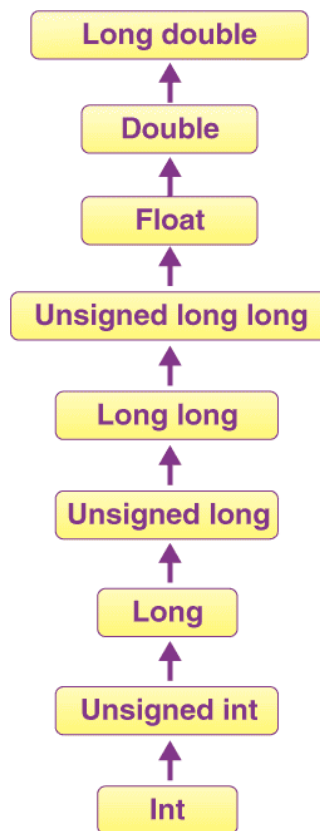 Long double
Double
Float
Unsigned long long
Long long
Unsigned long
Long
Unsigned int
Int